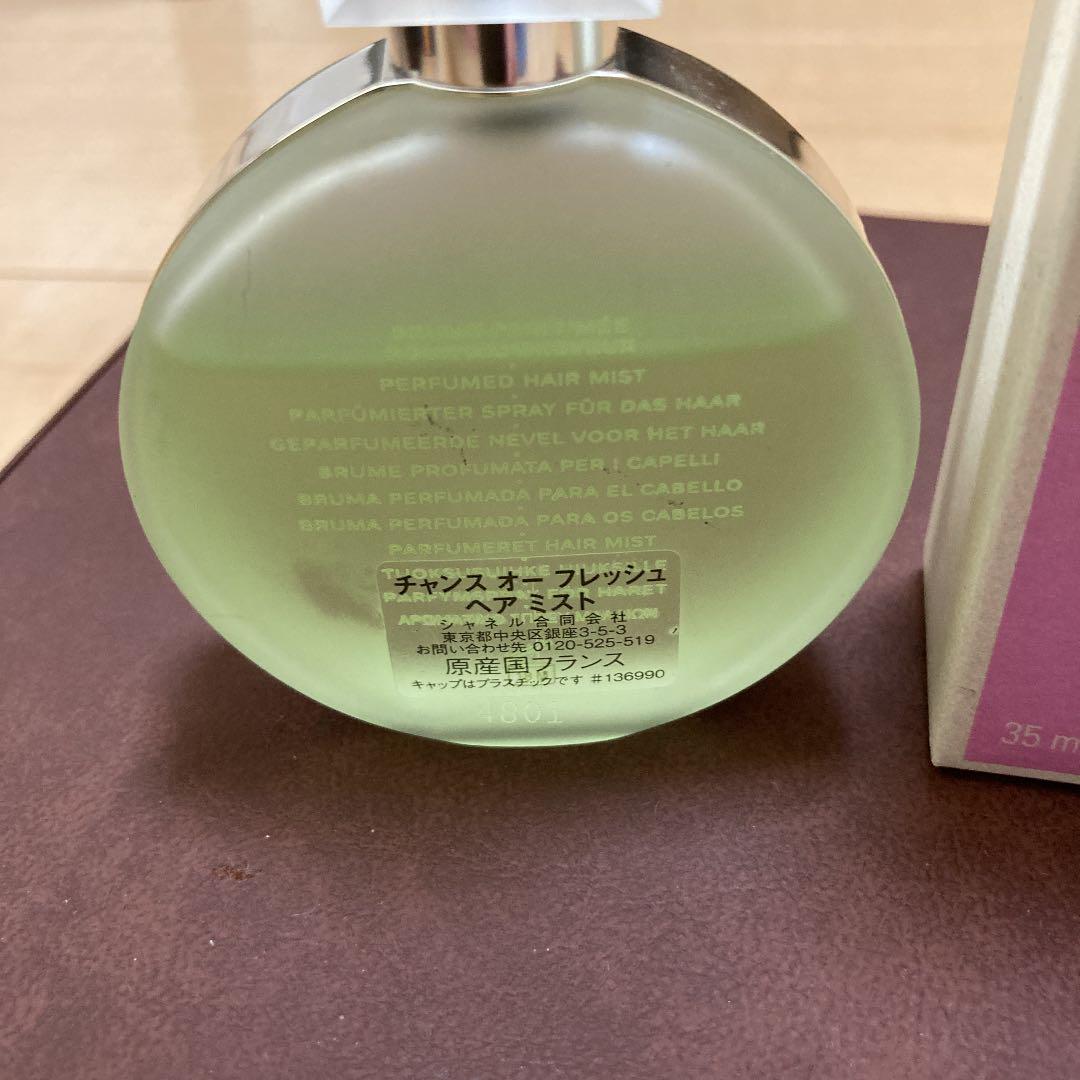 PERFUMED HAIR MIST
PARFÜMIERTER SPRAY FÜR DAS HAAR
GEPARFUMEERDE NEVEL VOOR HET HAAR
BRUME PROFUMATA PER I CAPELLI
BRUMA PERFUMADA PARA EL CABELLO
BRUMA PERFUMADA PARA OS CABELOS
PARFUMERET HAIR MIST
HARET
チャンス オー フレッシュ
ヘア ミスト
シャネル合同会社
東京都中央区銀座3-5-3
お問い合わせ先 0120-525-519
原産国フランス
キャップはプラスチックです #136990
4801
35 m